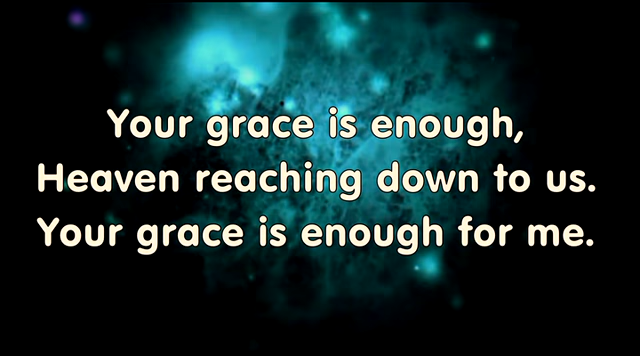 Your grace is enough,
Heaven reaching down to us.
Your grace is enough for me.